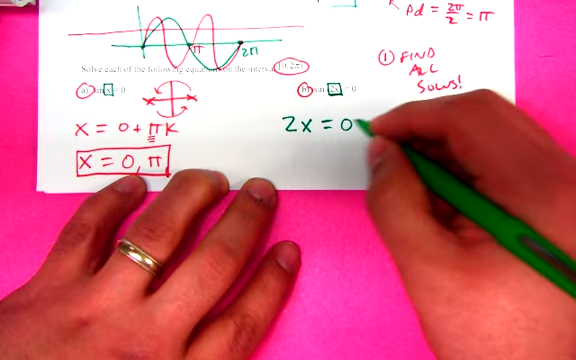 Pd = 2π/2 = π
π
2π
Solve each of the following equations on the interval [0, 2π)
a) sin x = 0
b) sin 2x = 0
① FIND
ALL
SOLNS!
x = 0 + πk
x = 0, π
2x = 0